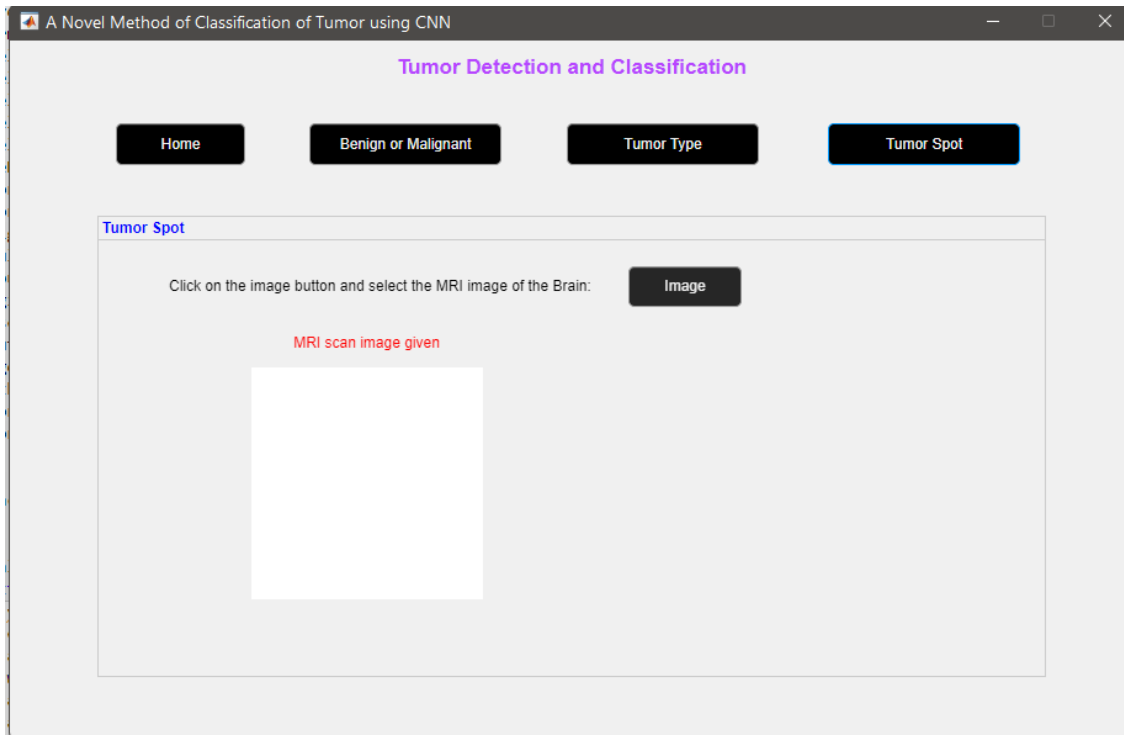 A Novel Method of Classification of Tumor using CNN
Tumor Detection and Classification
Home
Benign or Malignant
Tumor Type
Tumor Spot
Tumor Spot
Click on the image button and select the MRI image of the Brain:
Image
MRI scan image given